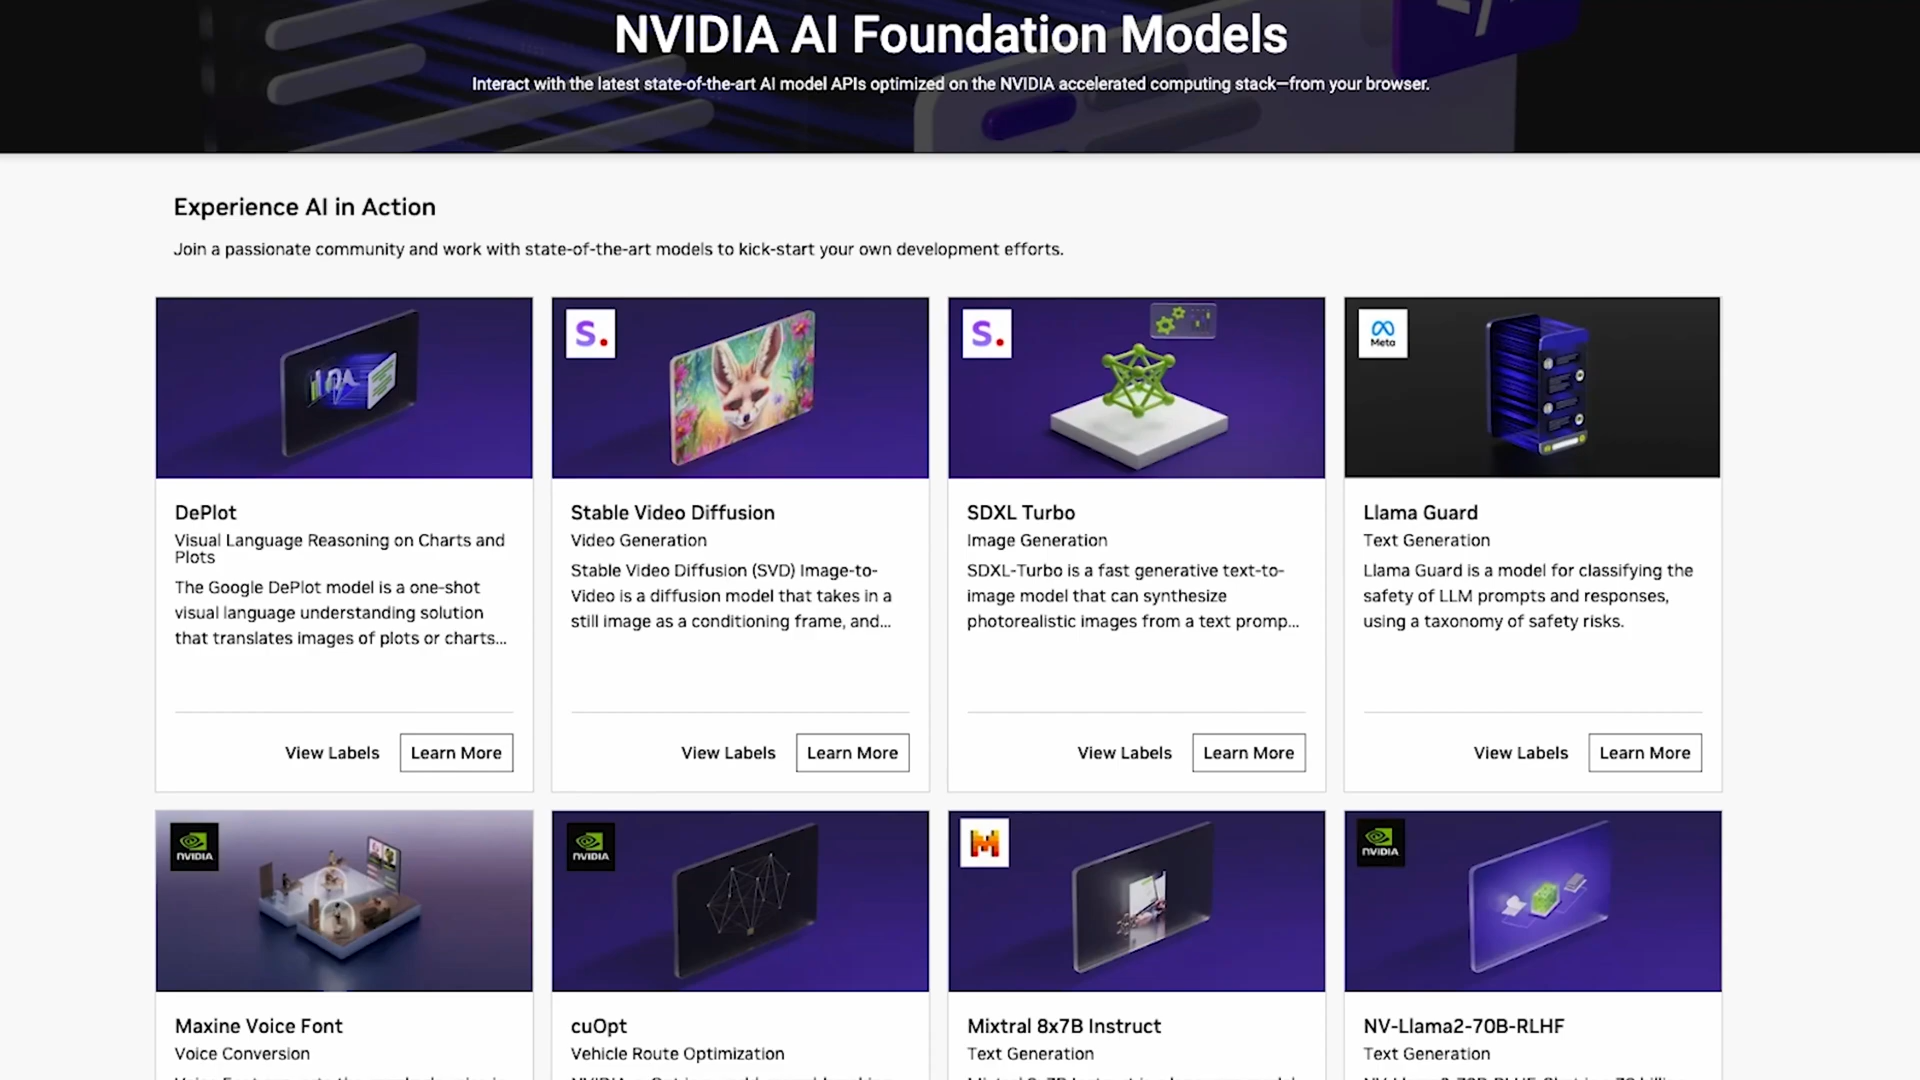 NVIDIA AI Foundation Models
Interact with the latest state-of-the-art AI model APIs optimized on the NVIDIA accelerated computing stack—from your browser.
Experience AI in Action
Join a passionate community and work with state-of-the-art models to kick-start your own development efforts.
DePlot
Visual Language Reasoning on Charts and
Plots
The Google DePlot model is a one-shot
visual language understanding solution
that translates images of plots or charts...
View Labels
Learn More
S.
Stable Video Diffusion
Video Generation
Stable Video Diffusion (SVD) Image-to-
Video is a diffusion model that takes in a
still image as a conditioning frame, and...
View Labels
Learn More
S.
SDXL Turbo
Image Generation
SDXL-Turbo is a fast generative text-to-
image model that can synthesize
photorealistic images from a text promp...
View Labels
Learn More
Meta
Llama Guard
Text Generation
Llama Guard is a model for classifying the
safety of LLM prompts and responses,
using a taxonomy of safety risks.
View Labels
Learn More
NVIDIA
Maxine Voice Font
Voice Conversion
NVIDIA
cuOpt
Vehicle Route Optimization
M
Mixtral 8x7B Instruct
Text Generation
NVIDIA
NV-Llama2-70B-RLHF
Text Generation